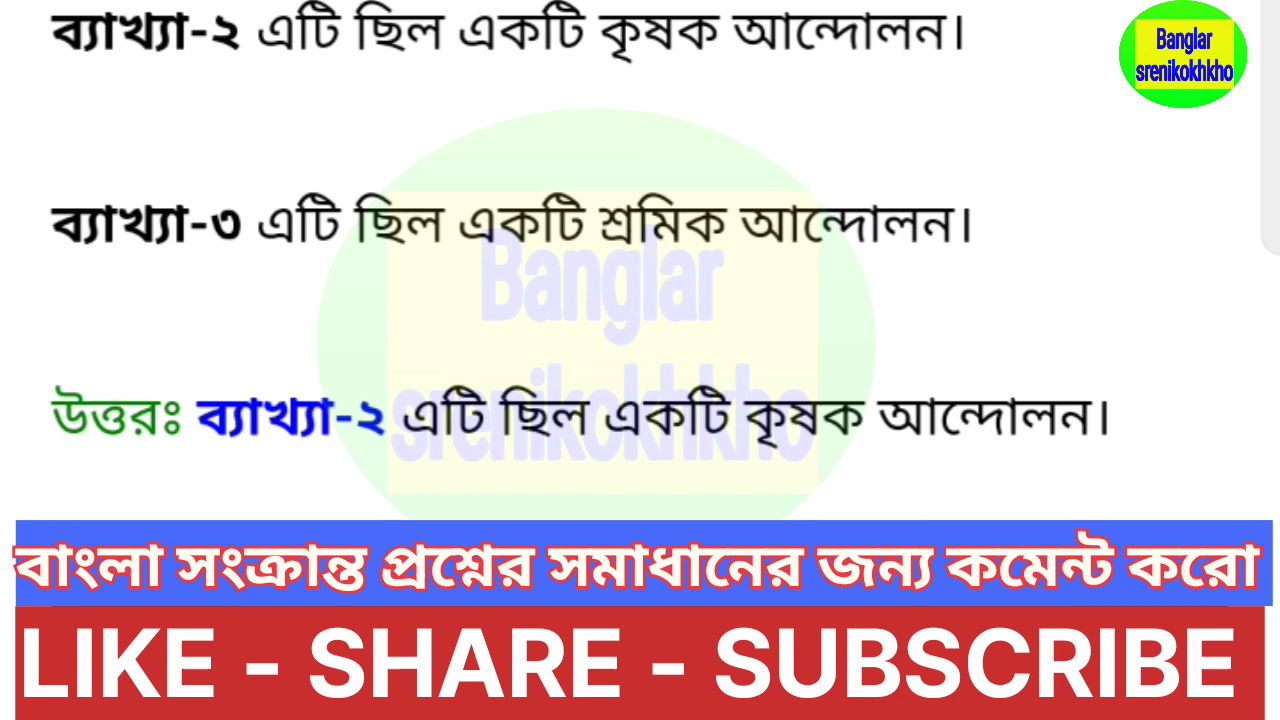 ব্যাখ্যা-২ এটি ছিল একটি কৃষক আন্দোলন।
Banglar
srenikokhkho
ব্যাখ্যা-৩ এটি ছিল একটি শ্রমিক আন্দোলন।
Banglar
srenikokhkho
উত্তরঃ ব্যাখ্যা-২ এটি ছিল একটি কৃষক আন্দোলন।
বাংলা সংক্রান্ত প্রশ্নের সমাধানের জন্য কমেন্ট করো
LIKE - SHARE - SUBSCRIBE